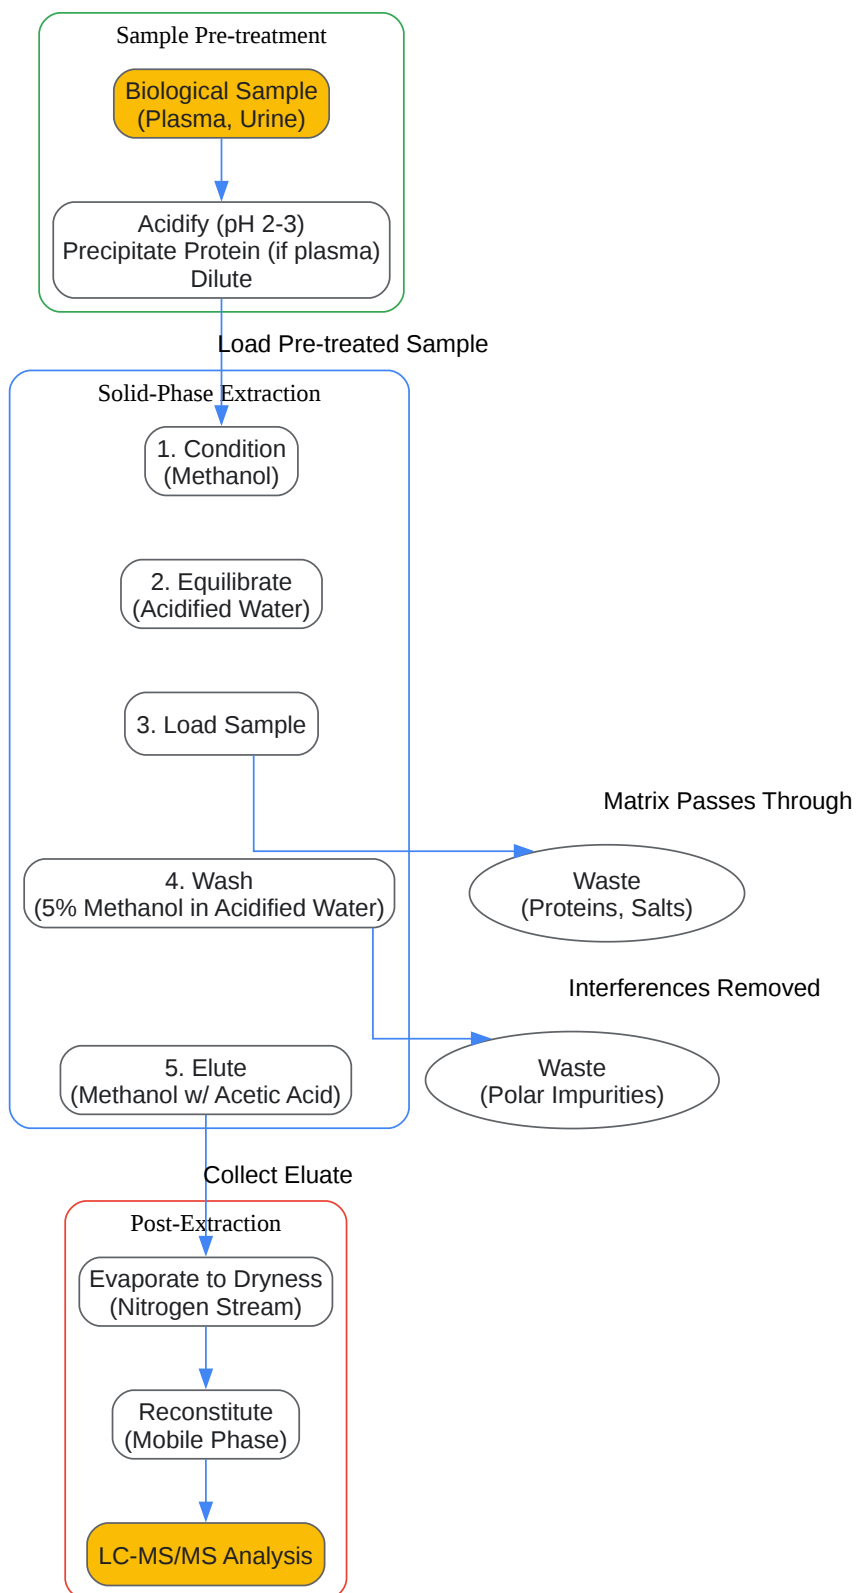 Sample Pre-treatment
Biological Sample
(Plasma, Urine)
Acidify (pH 2-3)
Precipitate Protein (if plasma)
Dilute
Load Pre-treated Sample
Solid-Phase Extraction
1. Condition
(Methanol)
2. Equilibrate
(Acidified Water)
3. Load Sample
Matrix Passes Through
4. Wash
(5% Methanol in Acidified Water)
Waste
(Proteins, Salts)
Interferences Removed
5. Elute
(Methanol w/ Acetic Acid)
Waste
(Polar Impurities)
Collect Eluate
Post-Extraction
Evaporate to Dryness
(Nitrogen Stream)
Reconstitute
(Mobile Phase)
LC-MS/MS Analysis